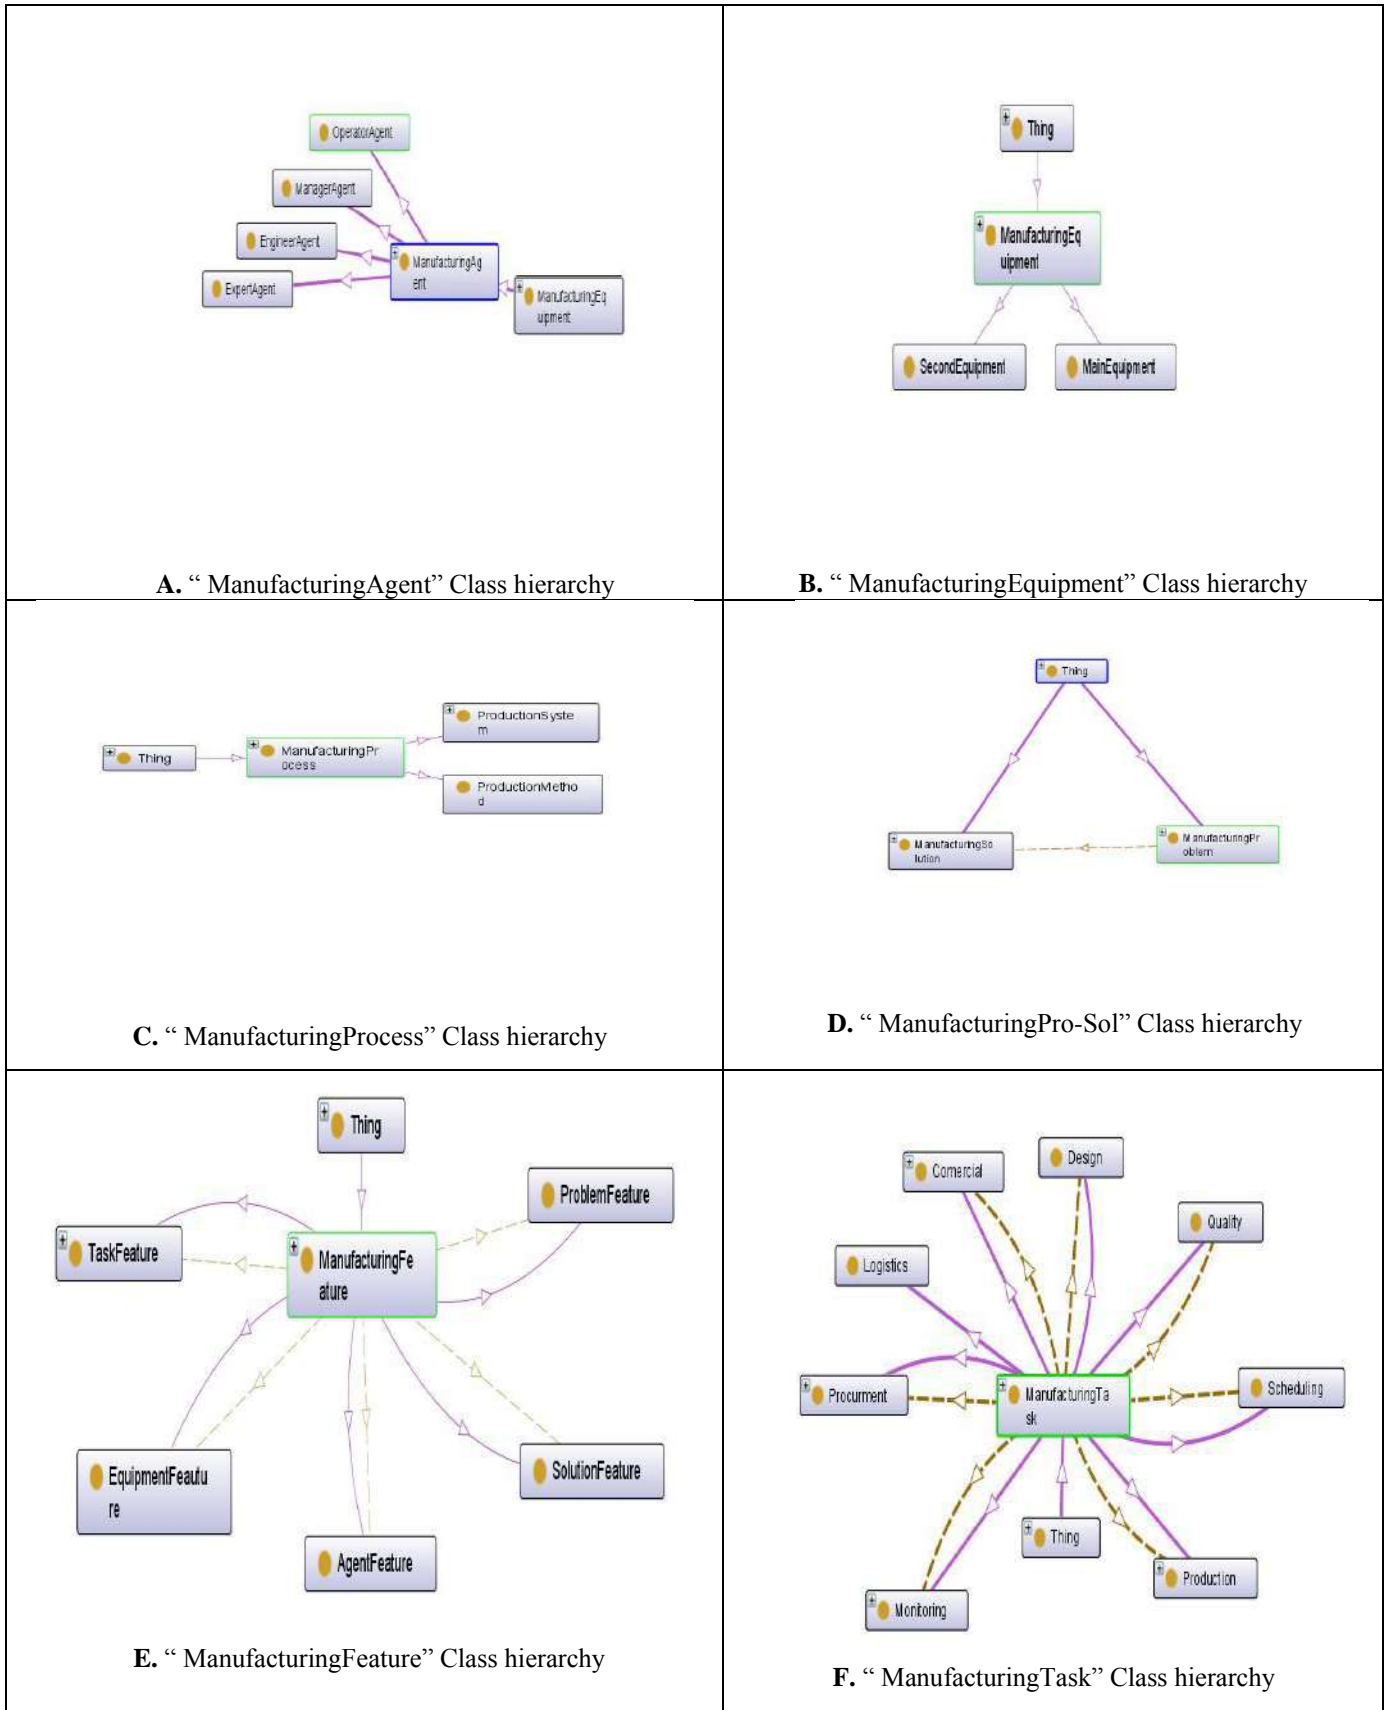 OperatorAgent
ManagerAgent
EngineerAgent
ExpertAgent
ManufacturingAg
ent
ManufacturingEq
uipment
A. “ ManufacturingAgent” Class hierarchy
Thing
ManufacturingEq
uipment
SecondEquipment
MainEquipment
B. “ ManufacturingEquipment” Class hierarchy
Thing
ManufacturingPr
ocess
ProductionSyste
m
ProductionMetho
d
C. “ ManufacturingProcess” Class hierarchy
Thing
ManufacturingSo
lution
ManufacturingPr
oblem
D. “ ManufacturingPro-Sol” Class hierarchy
Thing
ProblemFeature
TaskFeature
ManufacturingFe
ature
EquipmentFeautu
re
SolutionFeature
AgentFeature
E. “ ManufacturingFeature” Class hierarchy
Design
Comercial
Quality
Logistics
Procurment
ManufacturingTa
sk
Scheduling
Thing
Production
Monitoring
F. “ ManufacturingTask” Class hierarchy